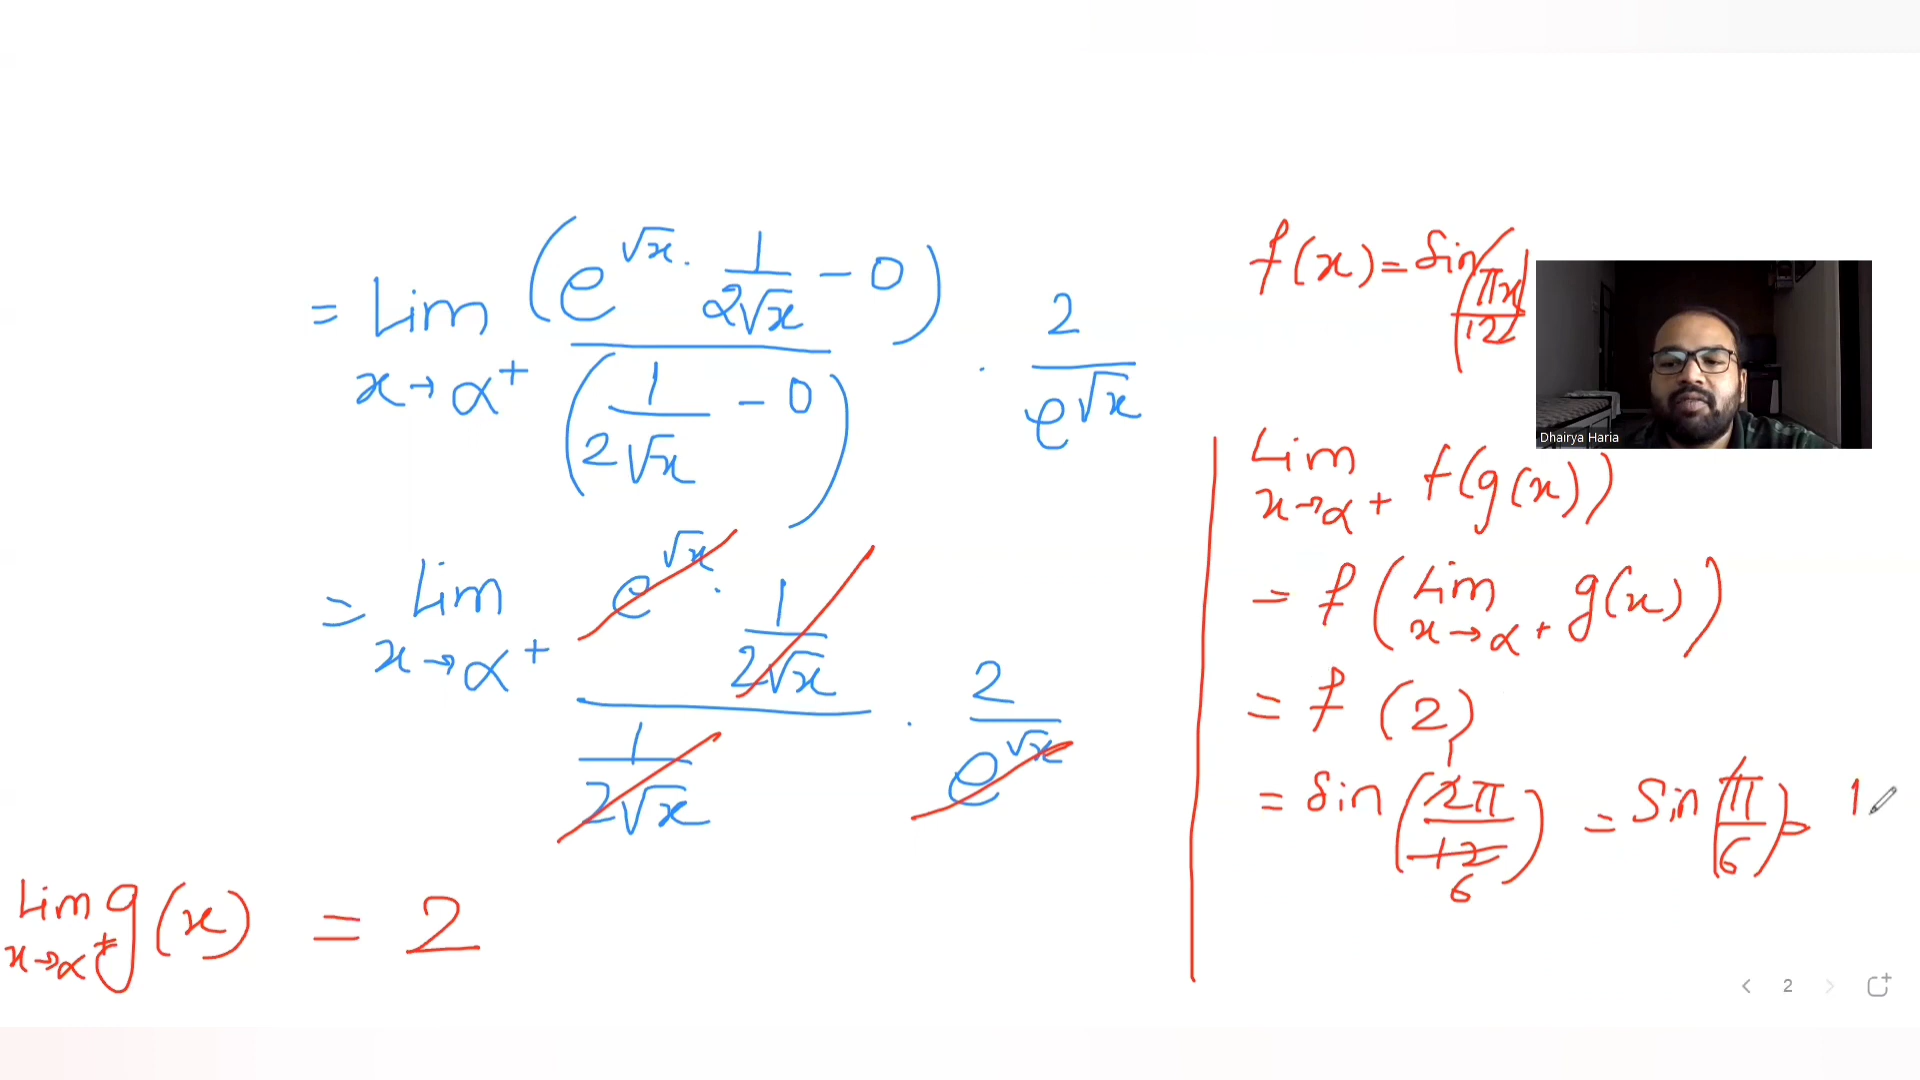 = Lim x→α⁺ (e^√x · 1/2√x − 0) / (1/2√x − 0) · 2/e^√x
= Lim x→α⁺ e^√x · 1/2√x / 1/2√x · 2/e^√x
Lim x→α⁺ g(x) = 2
f(x) = Sin(πx/12)
Dhairya Haria
Lim x→α⁺ f(g(x))
= f(Lim x→α⁺ g(x))
= f(2)
= Sin(2π/12) 1 6 = Sin(π/6) = 1
2